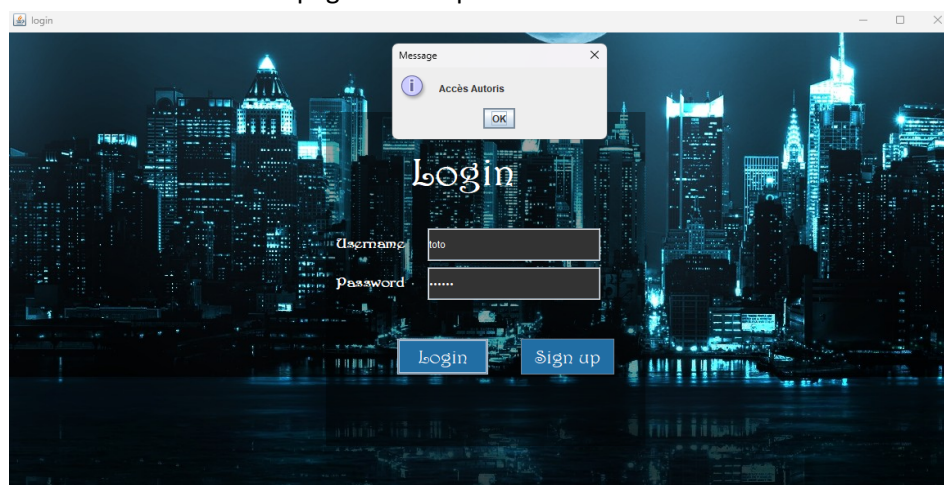 login
Message
Accès Autoris
OK
Login
Username toto
Password ••••••
Login Sign up